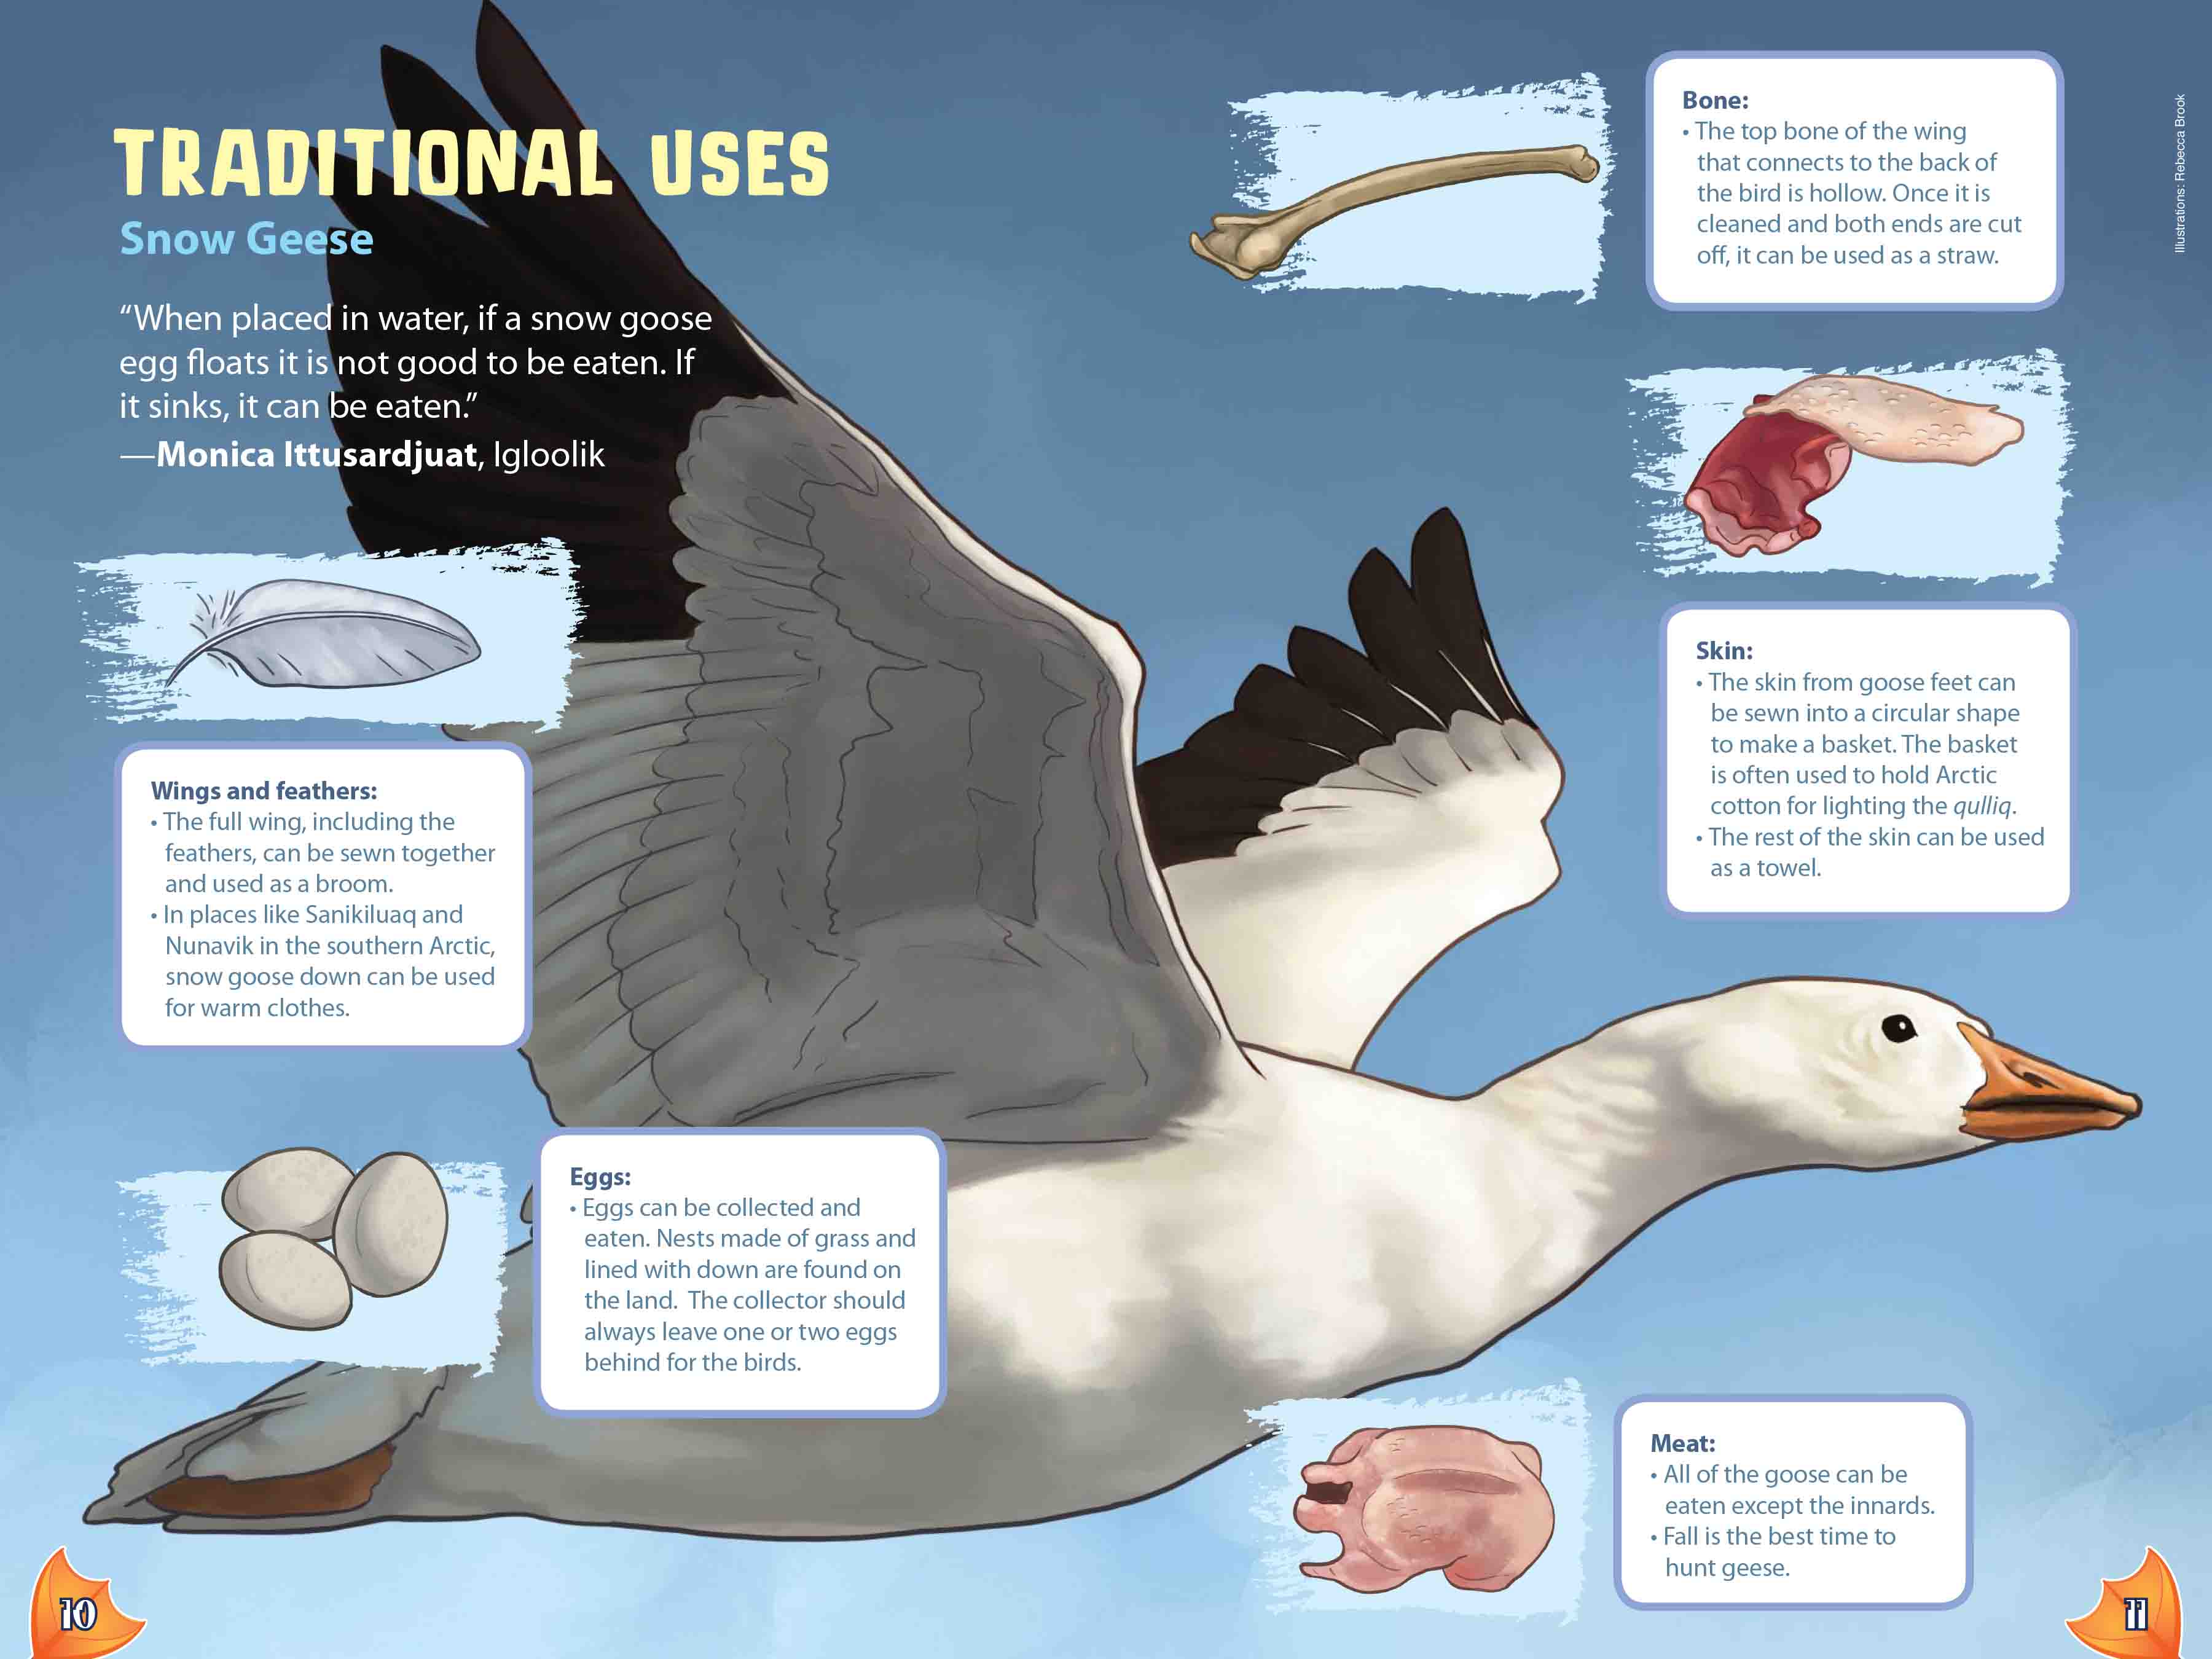 TRADITIONAL USES
Snow Geese
“When placed in water, if a snow goose
egg floats it is not good to be eaten. If
it sinks, it can be eaten.”
—Monica Ittusardjuat, Igloolik
Wings and feathers:
• The full wing, including the
feathers, can be sewn together
and used as a broom.
• In places like Sanikiluaq and
Nunavik in the southern Arctic,
snow goose down can be used
for warm clothes.
Eggs:
• Eggs can be collected and
eaten. Nests made of grass and
lined with down are found on
the land.  The collector should
always leave one or two eggs
behind for the birds.
10
Bone:
• The top bone of the wing
that connects to the back of
the bird is hollow. Once it is
cleaned and both ends are cut
off, it can be used as a straw.
Illustrations: Rebecca Brook
Skin:
• The skin from goose feet can
be sewn into a circular shape
to make a basket. The basket
is often used to hold Arctic
cotton for lighting the qulliq.
• The rest of the skin can be used
as a towel.
Meat:
• All of the goose can be
eaten except the innards.
• Fall is the best time to
hunt geese.
11